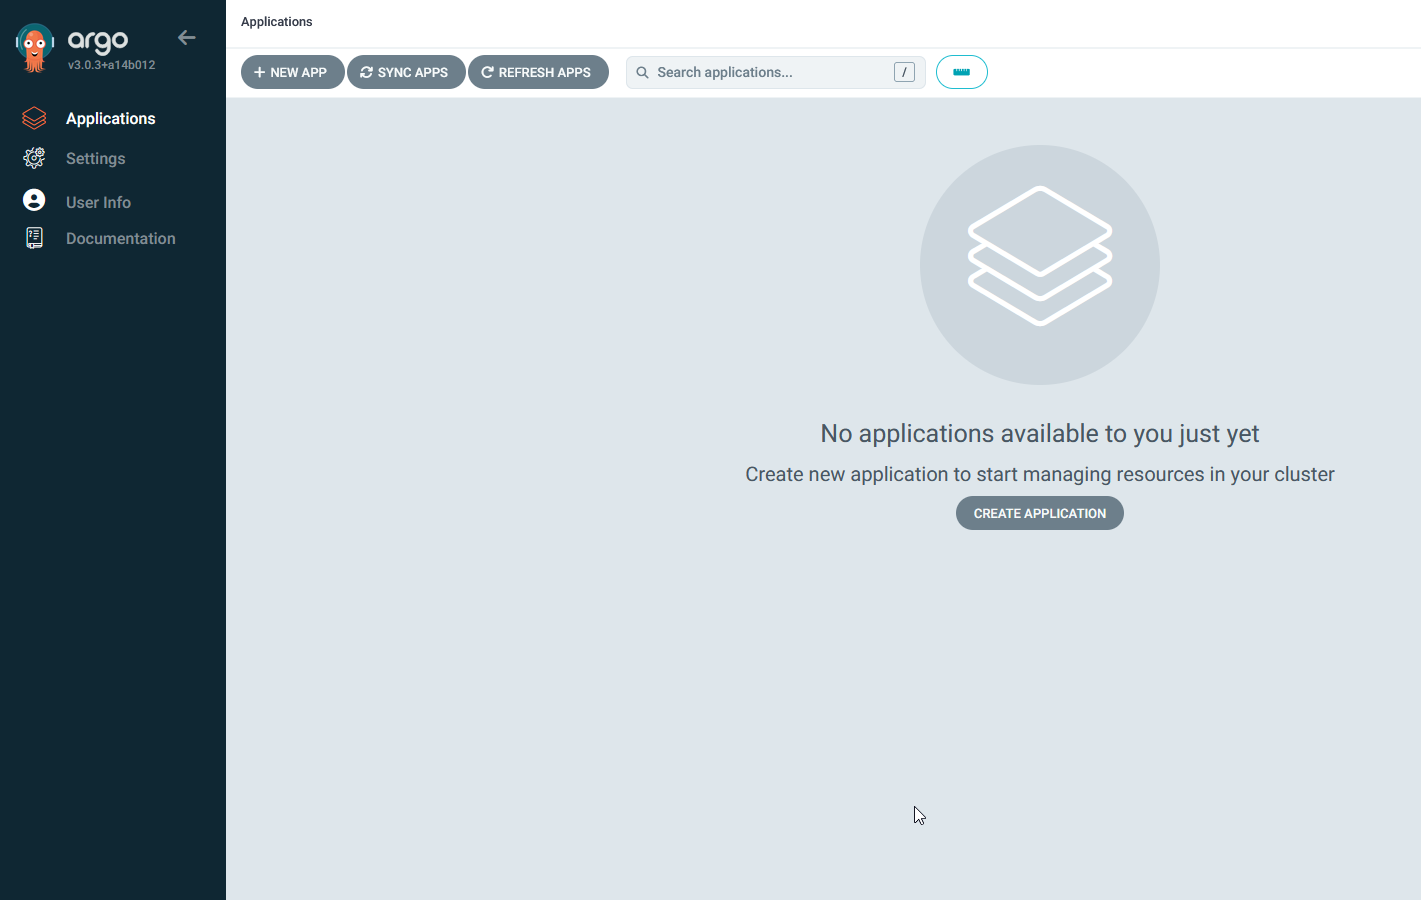 argo
v3.0.3+a14b012
Applications
Settings
User Info
Documentation
Applications
NEW APP
SYNC APPS
REFRESH APPS
Search applications...
/
No applications available to you just yet
Create new application to start managing resources in your cluster
CREATE APPLICATION